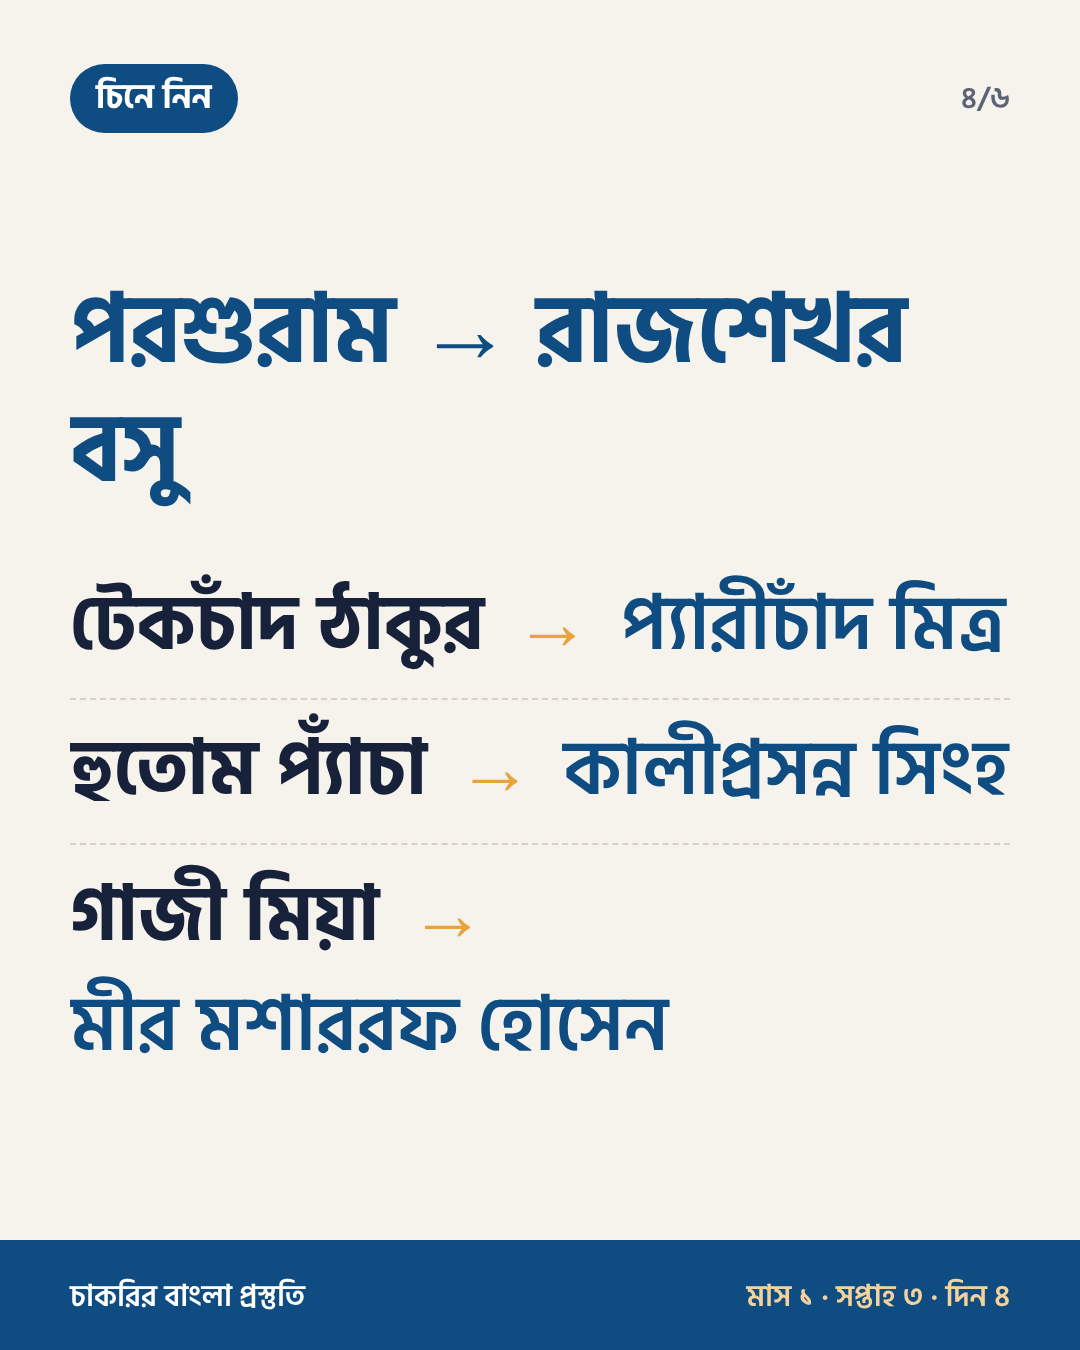 চিনে নিন
৪/৬
পরশুরাম → রাজশেখর
বসু
টেকচাঁদ ঠাকুর → প্যারীচাঁদ মিত্র
হুতোম প্যাঁচা → কালীপ্রসন্ন সিংহ
গাজী মিয়া →
মীর মশাররফ হোসেন
চাকরির বাংলা প্রস্তুতি
মাস ১ · সপ্তাহ ৩ · দিন ৪